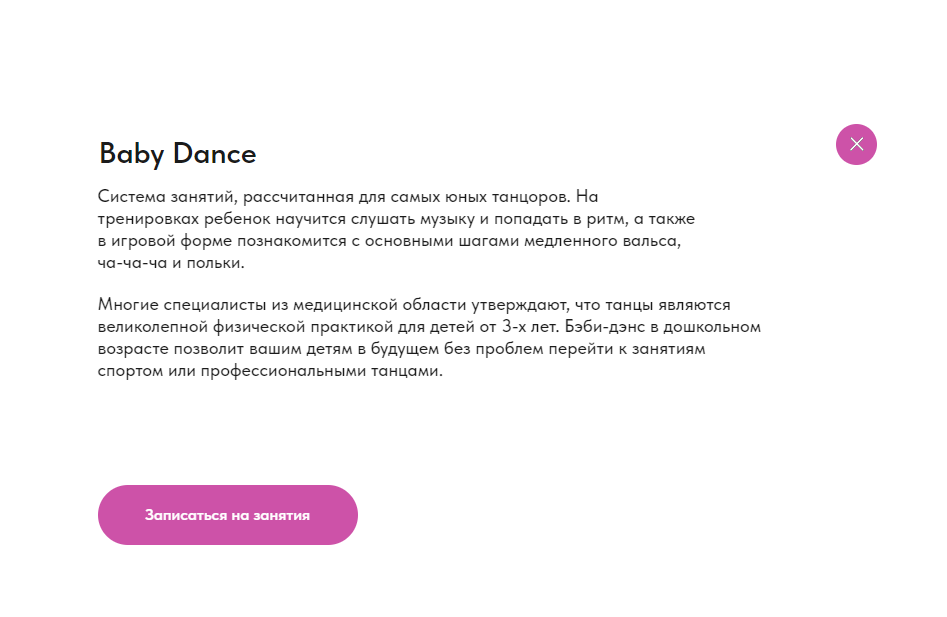 Baby Dance
Система занятий, рассчитанная для самых юных танцоров. На
тренировках ребенок научится слушать музыку и попадать в ритм, а также
в игровой форме познакомится с основными шагами медленного вальса,
ча-ча-ча и польки.
Многие специалисты из медицинской области утверждают, что танцы являются
великолепной физической практикой для детей от 3-х лет. Бэби-дэнс в дошкольном
возрасте позволит вашим детям в будущем без проблем перейти к занятиям
спортом или профессиональными танцами.
Записаться на занятия